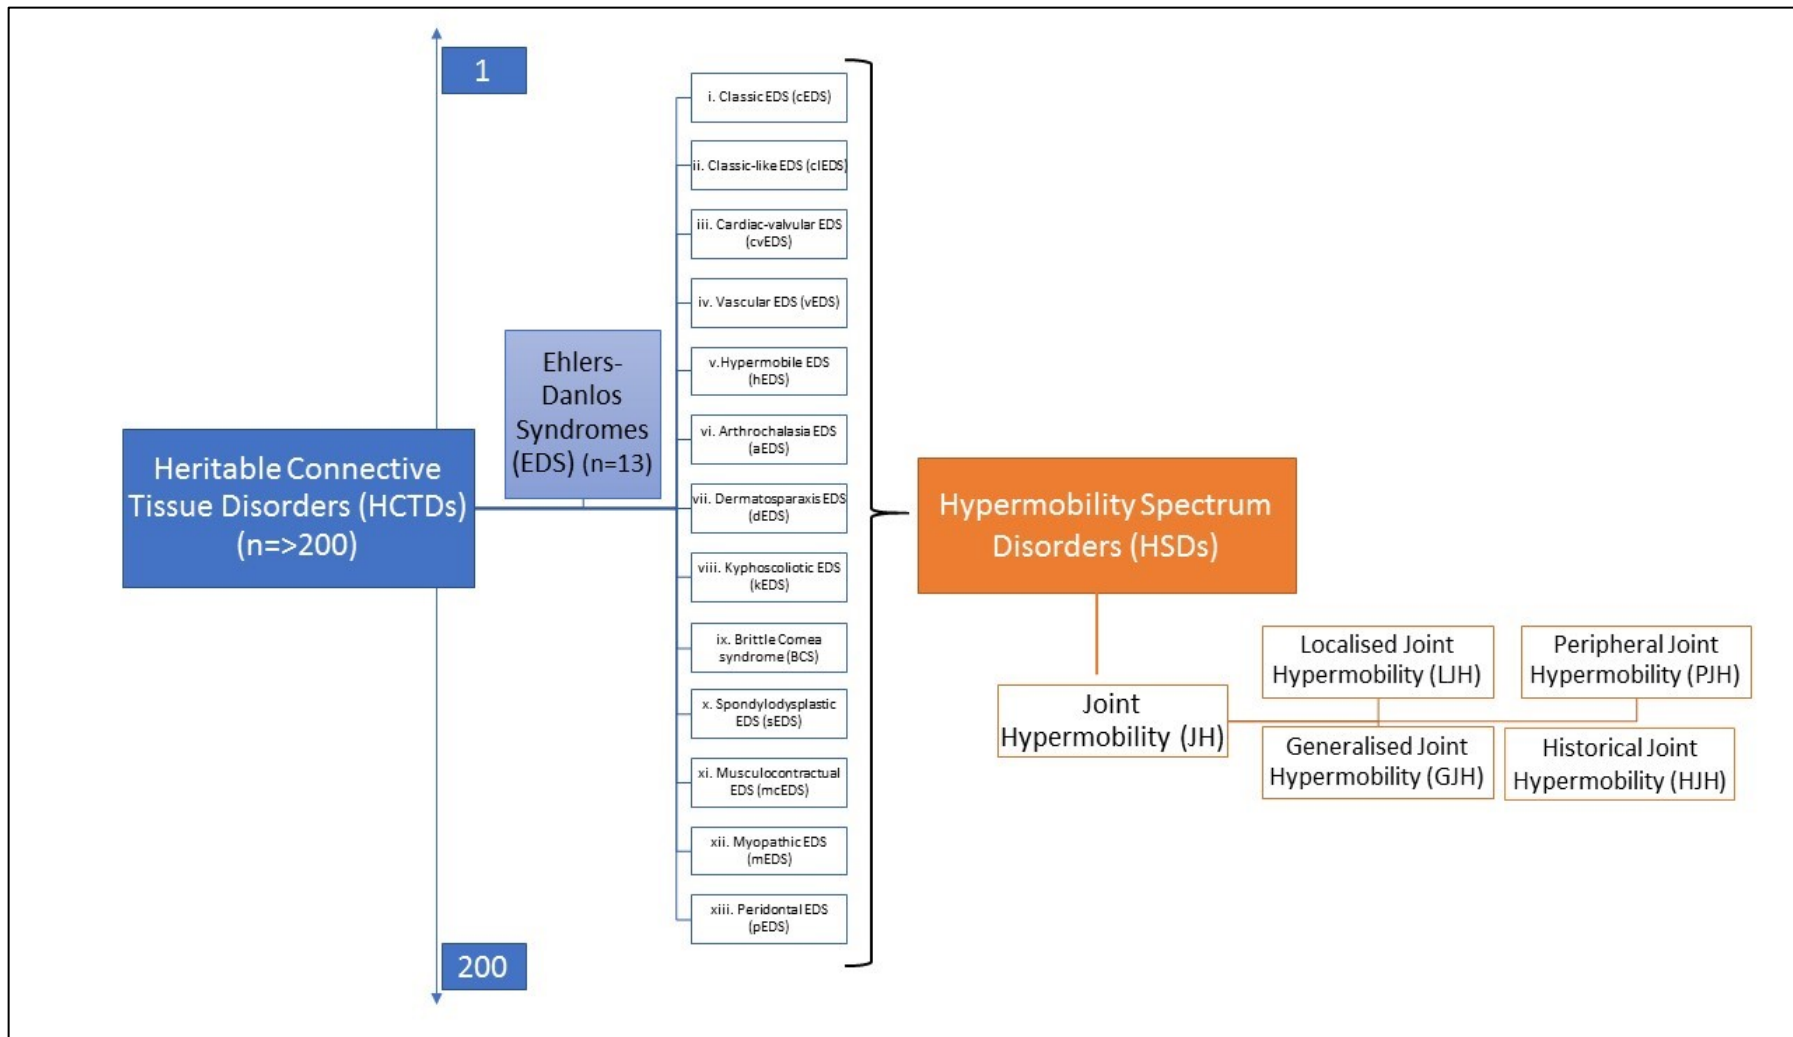 1
i. Classic EDS (cEDS)
ii. Classic-like EDS (clEDS)
iii. Cardiac-valvular EDS
(cvEDS)
iv. Vascular EDS (vEDS)
v.Hypermobile EDS
(hEDS)
vi. Arthrochalasia EDS
(aEDS)
vii. Dermatosparaxis EDS
(dEDS)
viii. Kyphoscoliotic EDS
(kEDS)
ix. Brittle Cornea
syndrome (BCS)
x. Spondylodysplastic
EDS (sEDS)
xi. Musculocontractual
EDS (mcEDS)
xii. Myopathic EDS
(mEDS)
xiii. Peridontal EDS
(pEDS)
Ehlers-
Danlos
Syndromes
(EDS) (n=13)
Heritable Connective
Tissue Disorders (HCTDs)
(n=>200)
200
Hypermobility Spectrum
Disorders (HSDs)
Joint
Hypermobility (JH)
Localised Joint
Hypermobility (LJH)
Peripheral Joint
Hypermobility (PJH)
Generalised Joint
Hypermobility (GJH)
Historical Joint
Hypermobility (HJH)